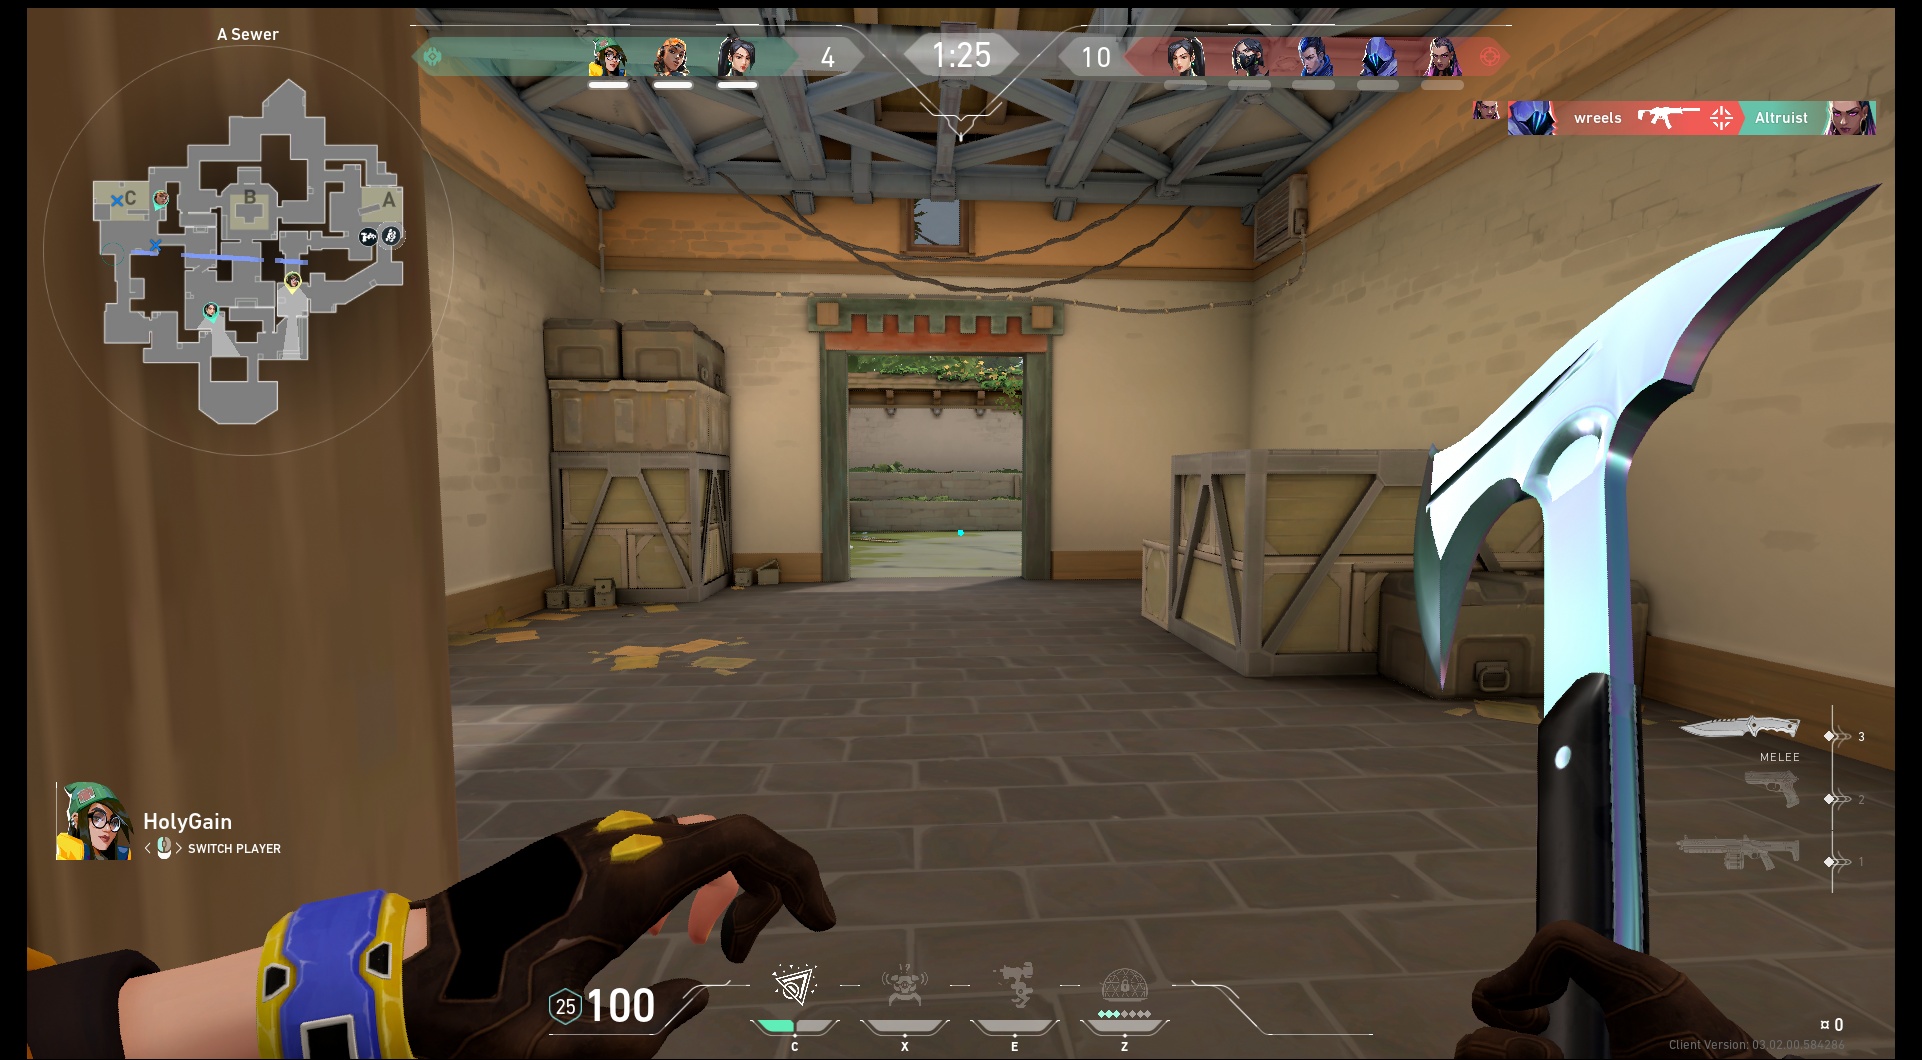 A Sewer
4
1:25
10
wreels
Altruist
C
B
A
3
MELEE
2
1
HolyGain
< > SWITCH PLAYER
25
100
C
X
E
Z
¤ 0
Client Version: 03.02.00.584286